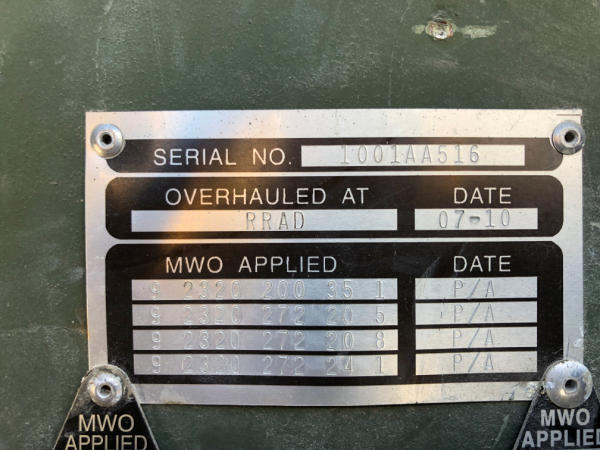 SERIAL NO. 1001AA516
OVERHAULED AT DATE
RRAD 07-10
MWO APPLIED DATE
9 2320 200 35 1 P/A
9 2320 272 20 5 P/A
9 2320 272 20 8 P/A
9 2320 272 24 1 P/A
MWO
APPLIED
MWO
APPLIED